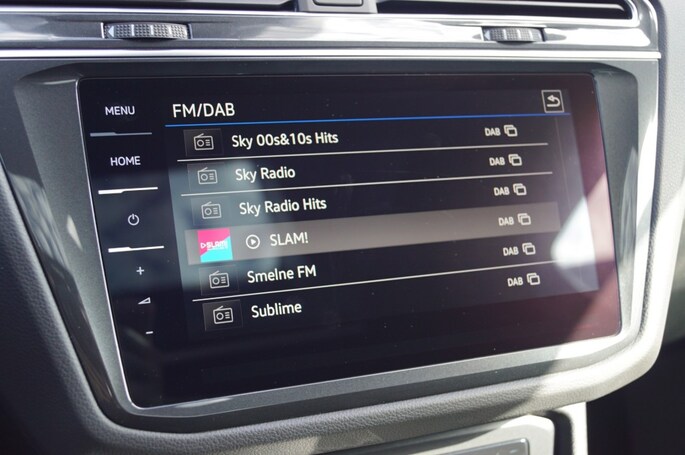 MENU
FM/DAB
Sky 00s&10s Hits DAB
HOME
Sky Radio DAB
Sky Radio Hits DAB
SLAM! SLAM! DAB
Smelne FM DAB
Sublime DAB
+
-